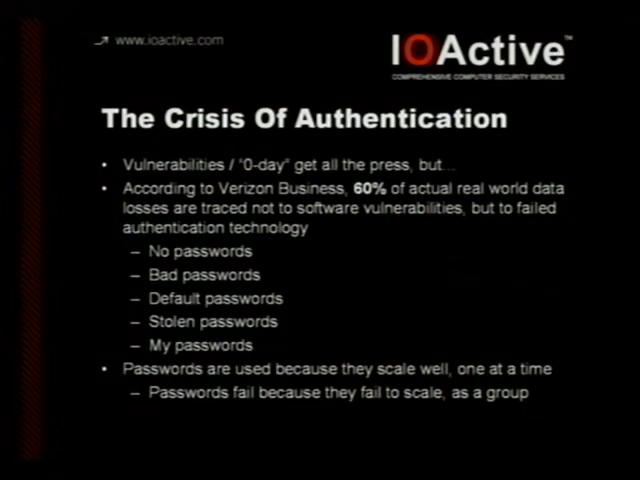 www.ioactive.com
IOActive™
COMPREHENSIVE COMPUTER SECURITY SERVICES
The Crisis Of Authentication
• Vulnerabilities / "0-day" get all the press, but...
• According to Verizon Business, 60% of actual real world data
losses are traced not to software vulnerabilities, but to failed
authentication technology
– No passwords
– Bad passwords
– Default passwords
– Stolen passwords
– My passwords
• Passwords are used because they scale well, one at a time
– Passwords fail because they fail to scale, as a group